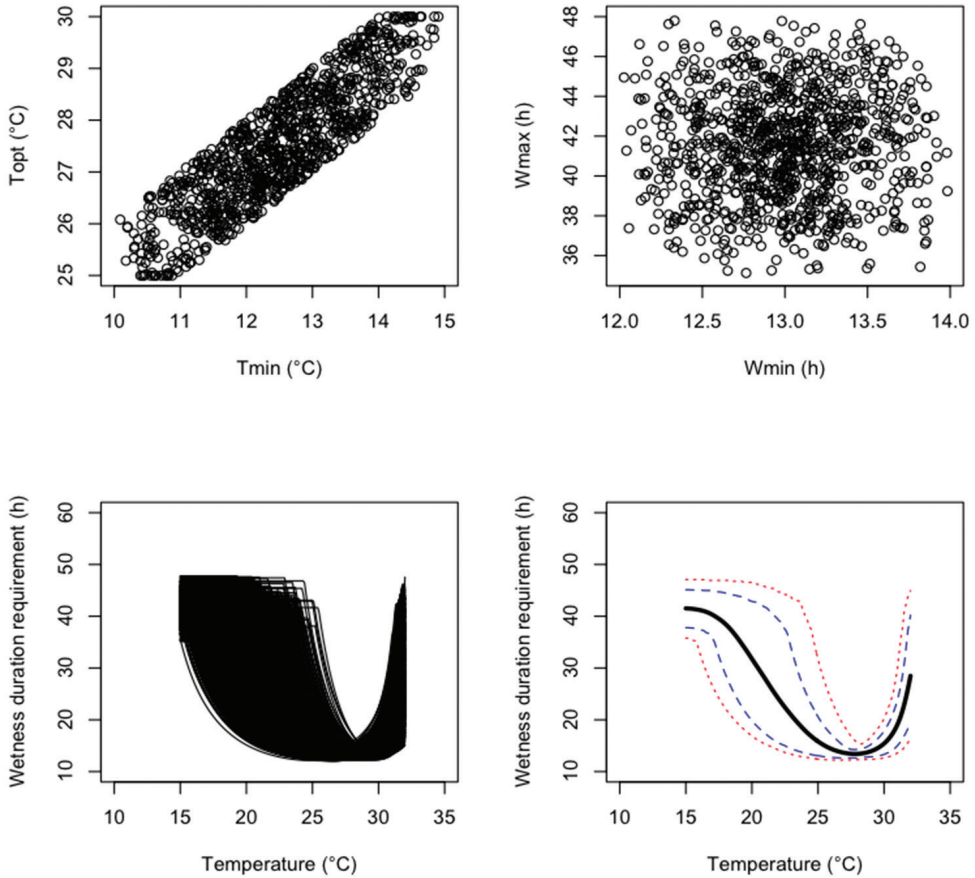 Topt (°C)
30
29
28
27
26
25
10 11 12 13 14 15
Tmin (°C)
Wmax (h)
48
44
40
36
12.0 12.5 13.0 13.5 14.0
Wmin (h)
Wetness duration requirement (h)
60
50
40
30
20
10
10 15 20 25 30 35
Temperature (°C)
Wetness duration requirement (h)
60
50
40
30
20
10
10 15 20 25 30 35
Temperature (°C)